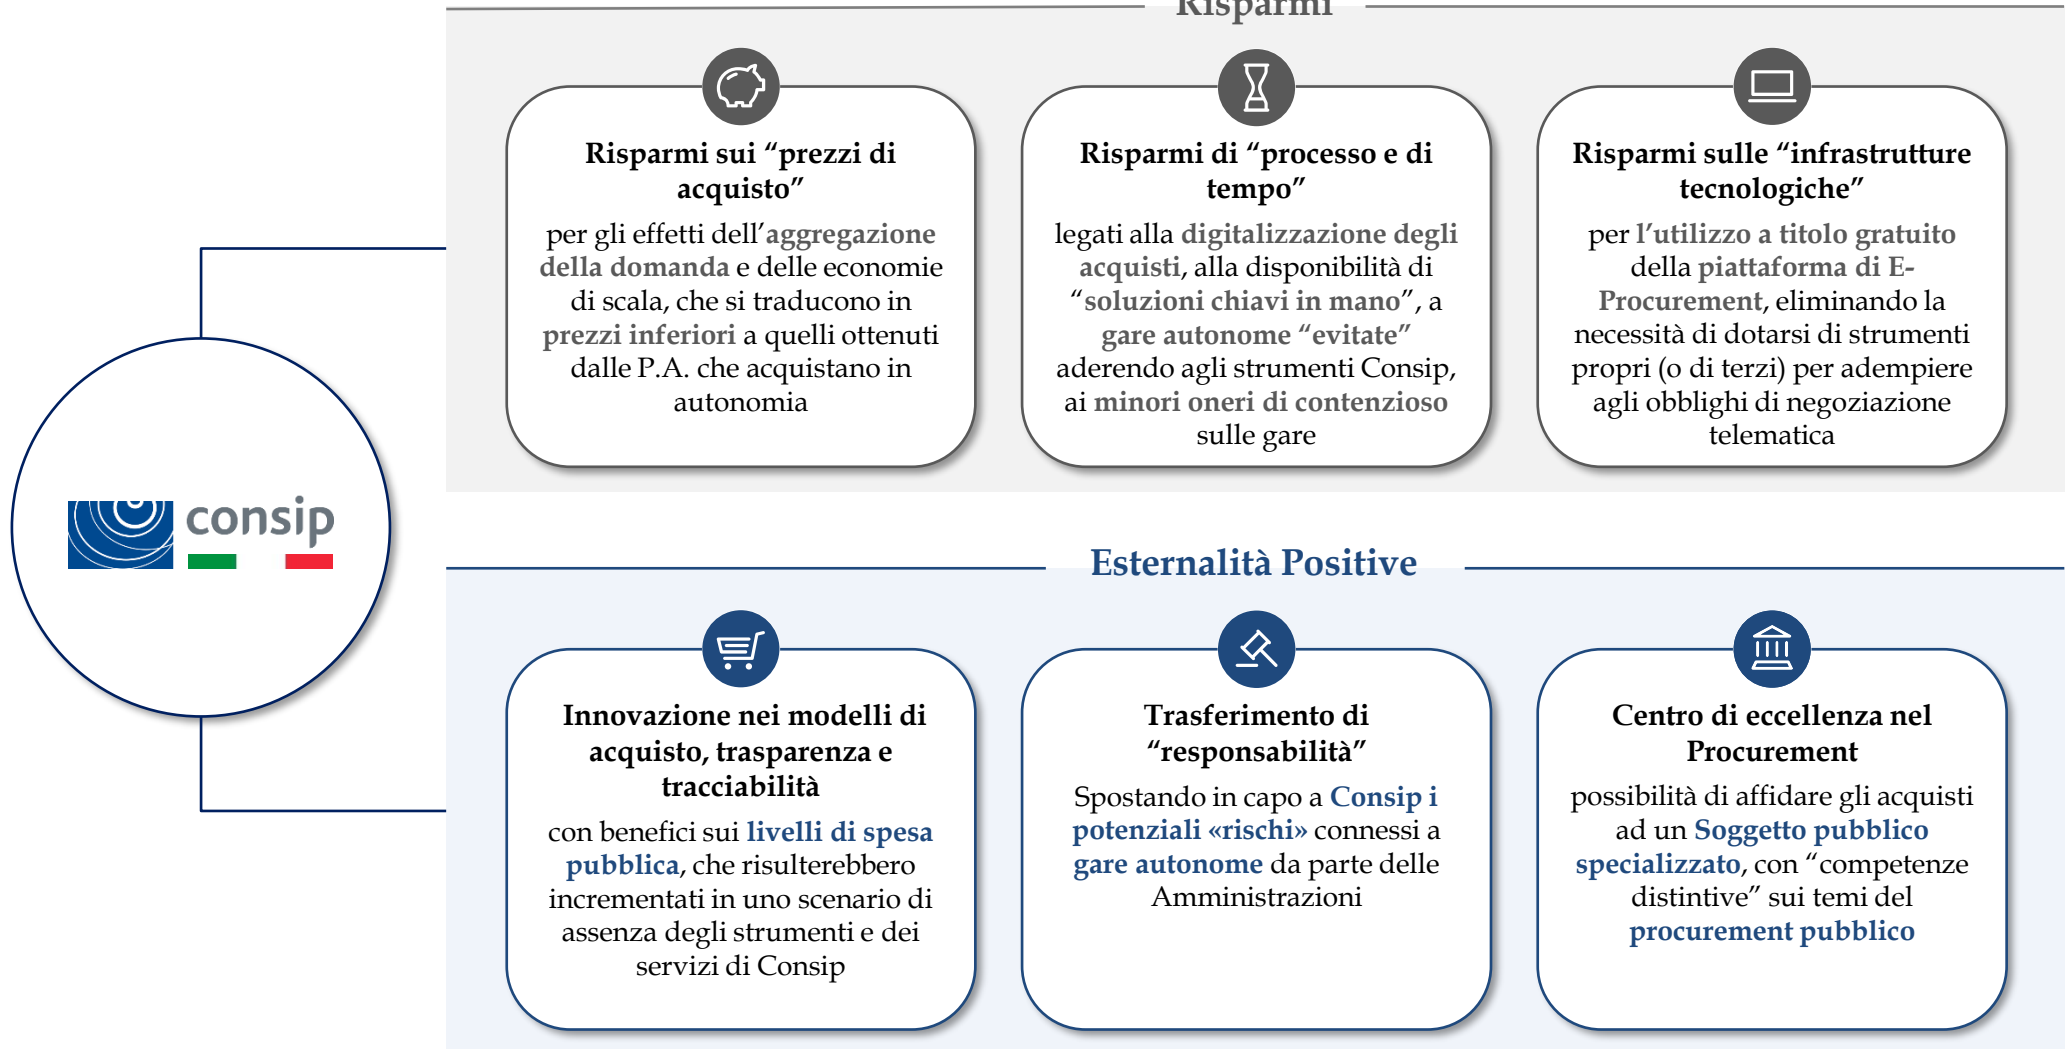 Risparmi
Risparmi sui “prezzi di
acquisto”
per gli effetti dell’aggregazione
della domanda e delle economie
di scala, che si traducono in
prezzi inferiori a quelli ottenuti
dalle P.A. che acquistano in
autonomia
Risparmi di “processo e di
tempo”
legati alla digitalizzazione degli
acquisti, alla disponibilità di
“soluzioni chiavi in mano”, a
gare autonome “evitate”
aderendo agli strumenti Consip,
ai minori oneri di contenzioso
sulle gare
Risparmi sulle “infrastrutture
tecnologiche”
per l’utilizzo a titolo gratuito
della piattaforma di E-
Procurement, eliminando la
necessità di dotarsi di strumenti
propri (o di terzi) per adempiere
agli obblighi di negoziazione
telematica
consip
Esternalità Positive
Innovazione nei modelli di
acquisto, trasparenza e
tracciabilità
con benefici sui livelli di spesa
pubblica, che risulterebbero
incrementati in uno scenario di
assenza degli strumenti e dei
servizi di Consip
Trasferimento di
“responsabilità”
Spostando in capo a Consip i
potenziali «rischi» connessi a
gare autonome da parte delle
Amministrazioni
Centro di eccellenza nel
Procurement
possibilità di affidare gli acquisti
ad un Soggetto pubblico
specializzato, con “competenze
distintive” sui temi del
procurement pubblico